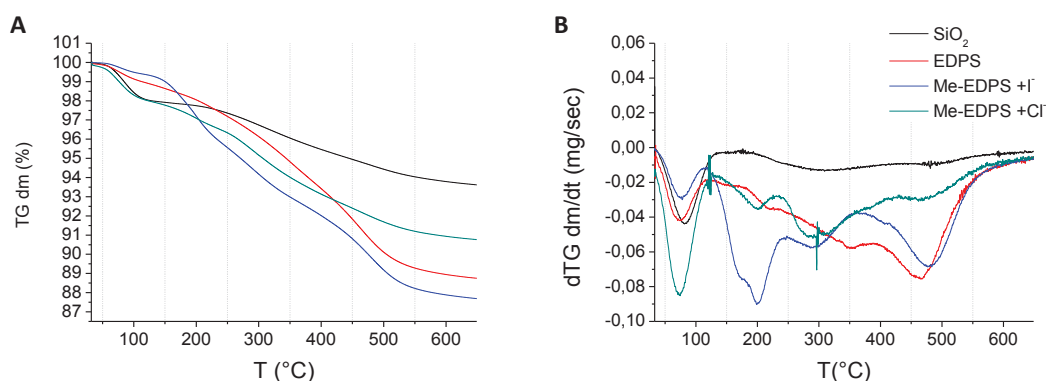 A
101
100
99
98
97
96
95
94
93
92
91
90
89
88
87
TG dm (%)
100 200 300 400 500 600
T (°C)
B
0,06
0,04
0,02
0,00
-0,02
-0,04
-0,06
-0,08
-0,10
dTG dm/dt (mg/sec)
100 200 300 400 500 600
T(°C)
SiO₂
EDPS
Me-EDPS +I⁻
Me-EDPS +Cl⁻